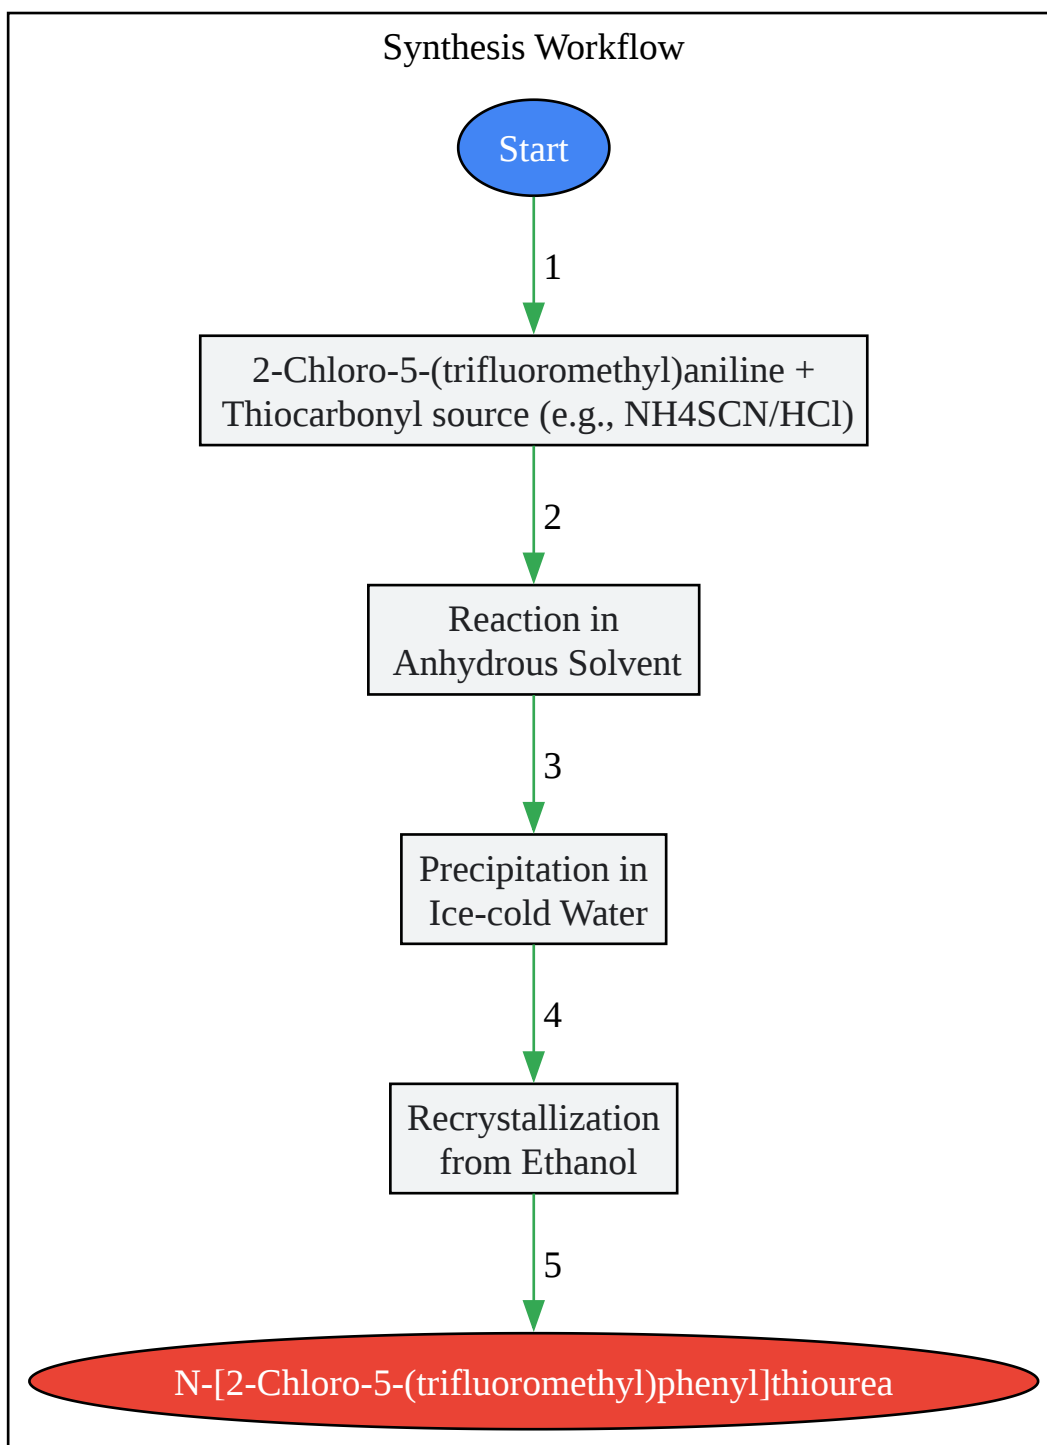 Synthesis Workflow
Start
1
2-Chloro-5-(trifluoromethyl)aniline +
Thiocarbonyl source (e.g., NH4SCN/HCl)
2
Reaction in
Anhydrous Solvent
3
Precipitation in
Ice-cold Water
4
Recrystallization
from Ethanol
5
N-[2-Chloro-5-(trifluoromethyl)phenyl]thiourea